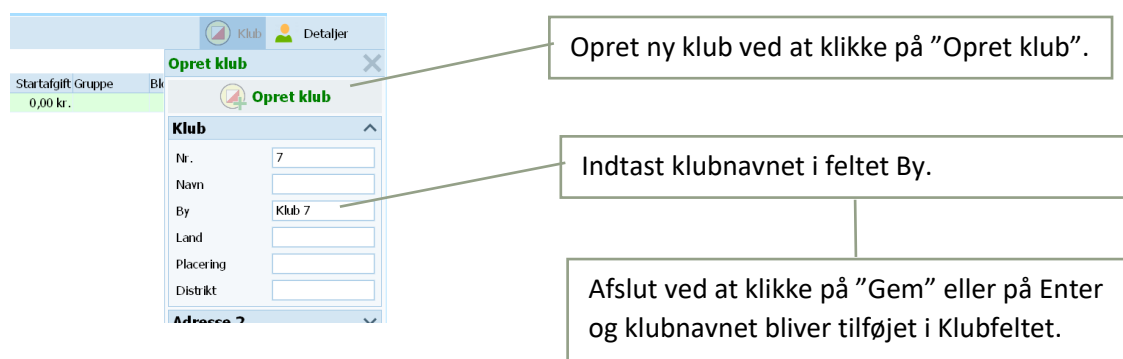 Klub Detaljer
Opret klub
Startafgift Gruppe
0,00 kr.
Opret klub
Klub
Nr. 7
Navn
By Klub 7
Land
Placering
Distrikt
Adresse 2
Opret ny klub ved at klikke på ”Opret klub”.
Indtast klubnavnet i feltet By.
Afslut ved at klikke på ”Gem” eller på Enter
og klubnavnet bliver tilføjet i Klubfeltet.